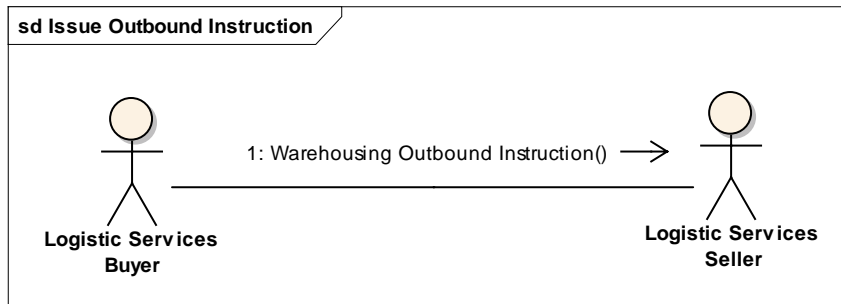 sd Issue Outbound Instruction
1: Warehousing Outbound Instruction()
Logistic Services
Buyer
Logistic Services
Seller